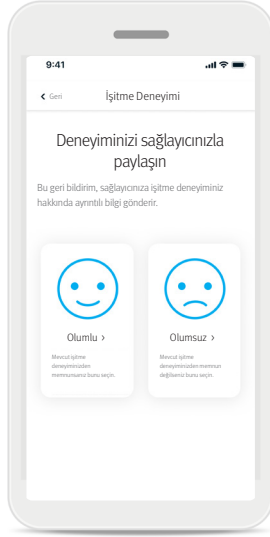 9:41
Geri İşitme Deneyimi
Deneyiminizi sağlayıcınızla
paylaşın
Bu geri bildirim, sağlayıcınıza işitme deneyiminiz
hakkında ayrıntılı bilgi gönderir.
Olumlu >
Mevcut işitme
deneyiminizden
memnunsanız bunu seçin.
Olumsuz >
Mevcut işitme
deneyiminizden memnun
değilseniz bunu seçin.